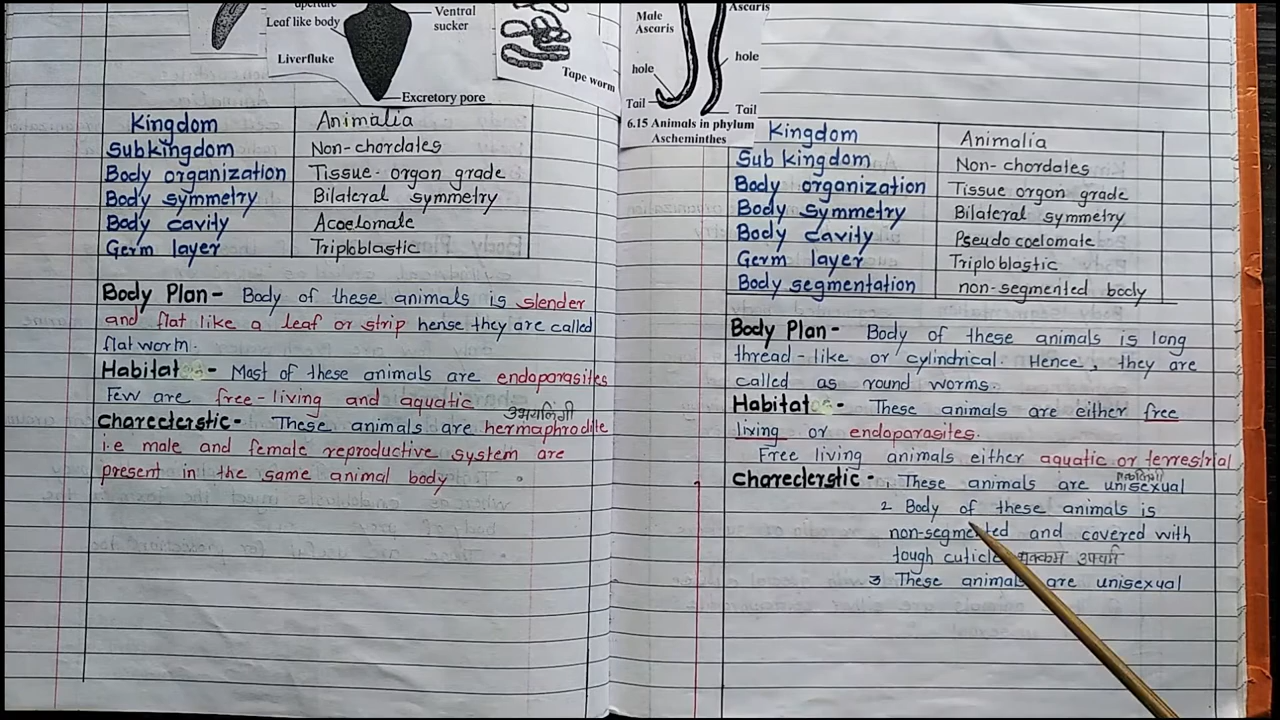 aperture
Leaf like body
Ventral
sucker
Liverfluke
Excretory pore
Tape worm
Kingdom Animalia
Subkingdom Non-chordates
Body organization Tissue-organ grade
Body symmetry Bilateral symmetry
Body cavity Acoelomate
Germ layer Triploblastic
Body Plan- Body of these animals is slender
and flat like a leaf or strip hense they are called
flatworm.
Habitat - Most of these animals are endoparasites
Few are free-living and aquatic
उभयलिंगी
Charecterstic- These animals are hermaphrodite
i.e male and female reproductive system are
present in the same animal body
Male
Ascaris
Ascaris
hole
hole
Tail
Tail
6.15 Animals in phylum
Ascheminthes
Kingdom Animalia
Sub kingdom Non-chordates
Body organization Tissue organ grade
Body symmetry Bilateral symmetry
Body cavity Pseudocoelomate
Germ layer Triploblastic
Body segmentation non-segmented body
Body Plan- Body of these animals is long
thread-like or cylindrical. Hence, they are
called as round worms.
Habitat - These animals are either free
living or endoparasites.
Free living animals either aquatic or terrestrial
एकलिंगी
Charecterstic - 1. These animals are unisexual
2 Body of these animals is
non-segmented and covered with
tough cuticle
3 These animals are unisexual